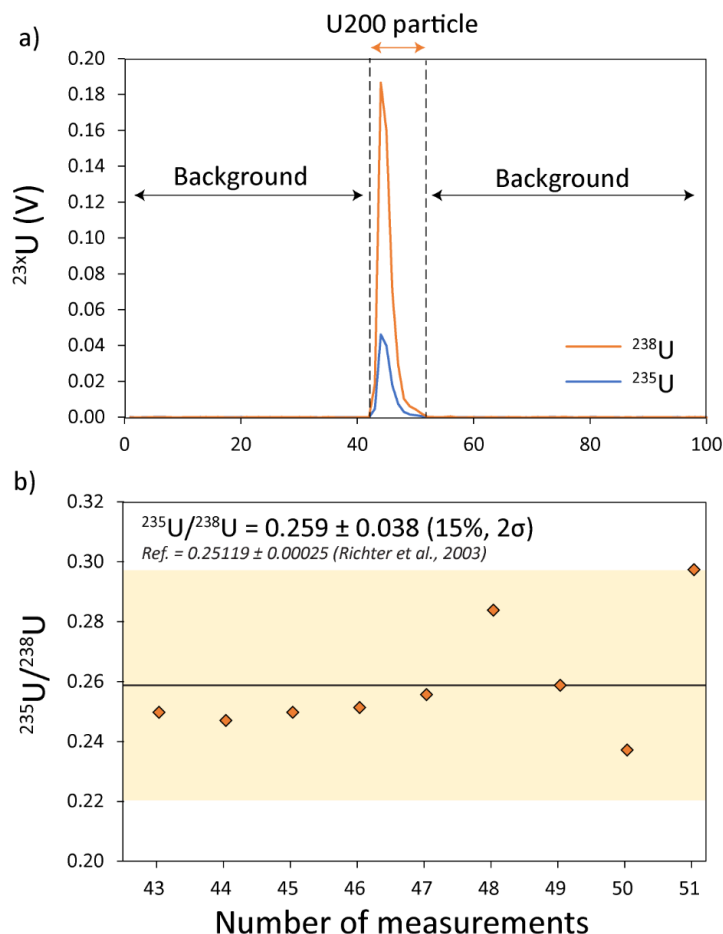 U200 particle
a)
0.20
0.18
0.16
0.14
0.12
0.10
0.08
0.06
0.04
0.02
0.00
²³ˣU (V)
Background
Background
²³⁸U
²³⁵U
0 20 40 60 80 100
b)
0.32
0.30
0.28
0.26
0.24
0.22
0.20
²³⁵U/²³⁸U
²³⁵U/²³⁸U = 0.259 ± 0.038 (15%, 2σ)
Ref. = 0.25119 ± 0.00025 (Richter et al., 2003)
43 44 45 46 47 48 49 50 51
Number of measurements